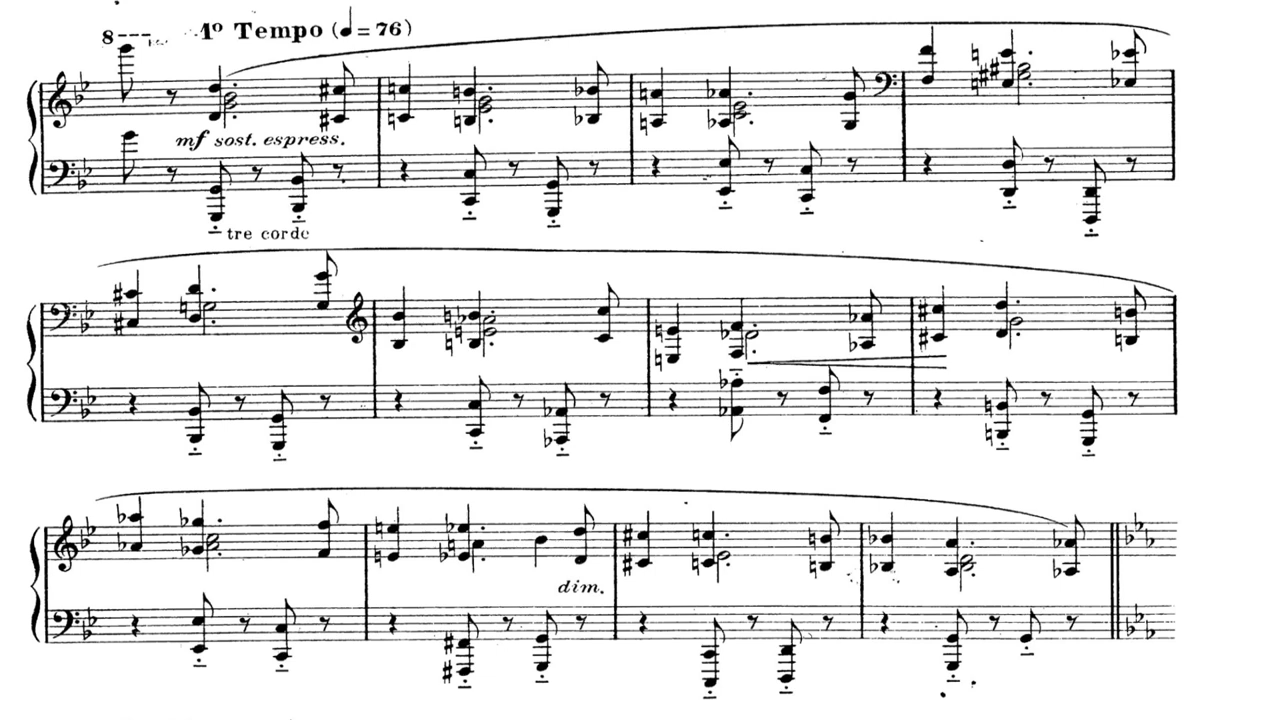 8--- 1º Tempo (♩=76)
mf sost. espress.
tre corde
dim.